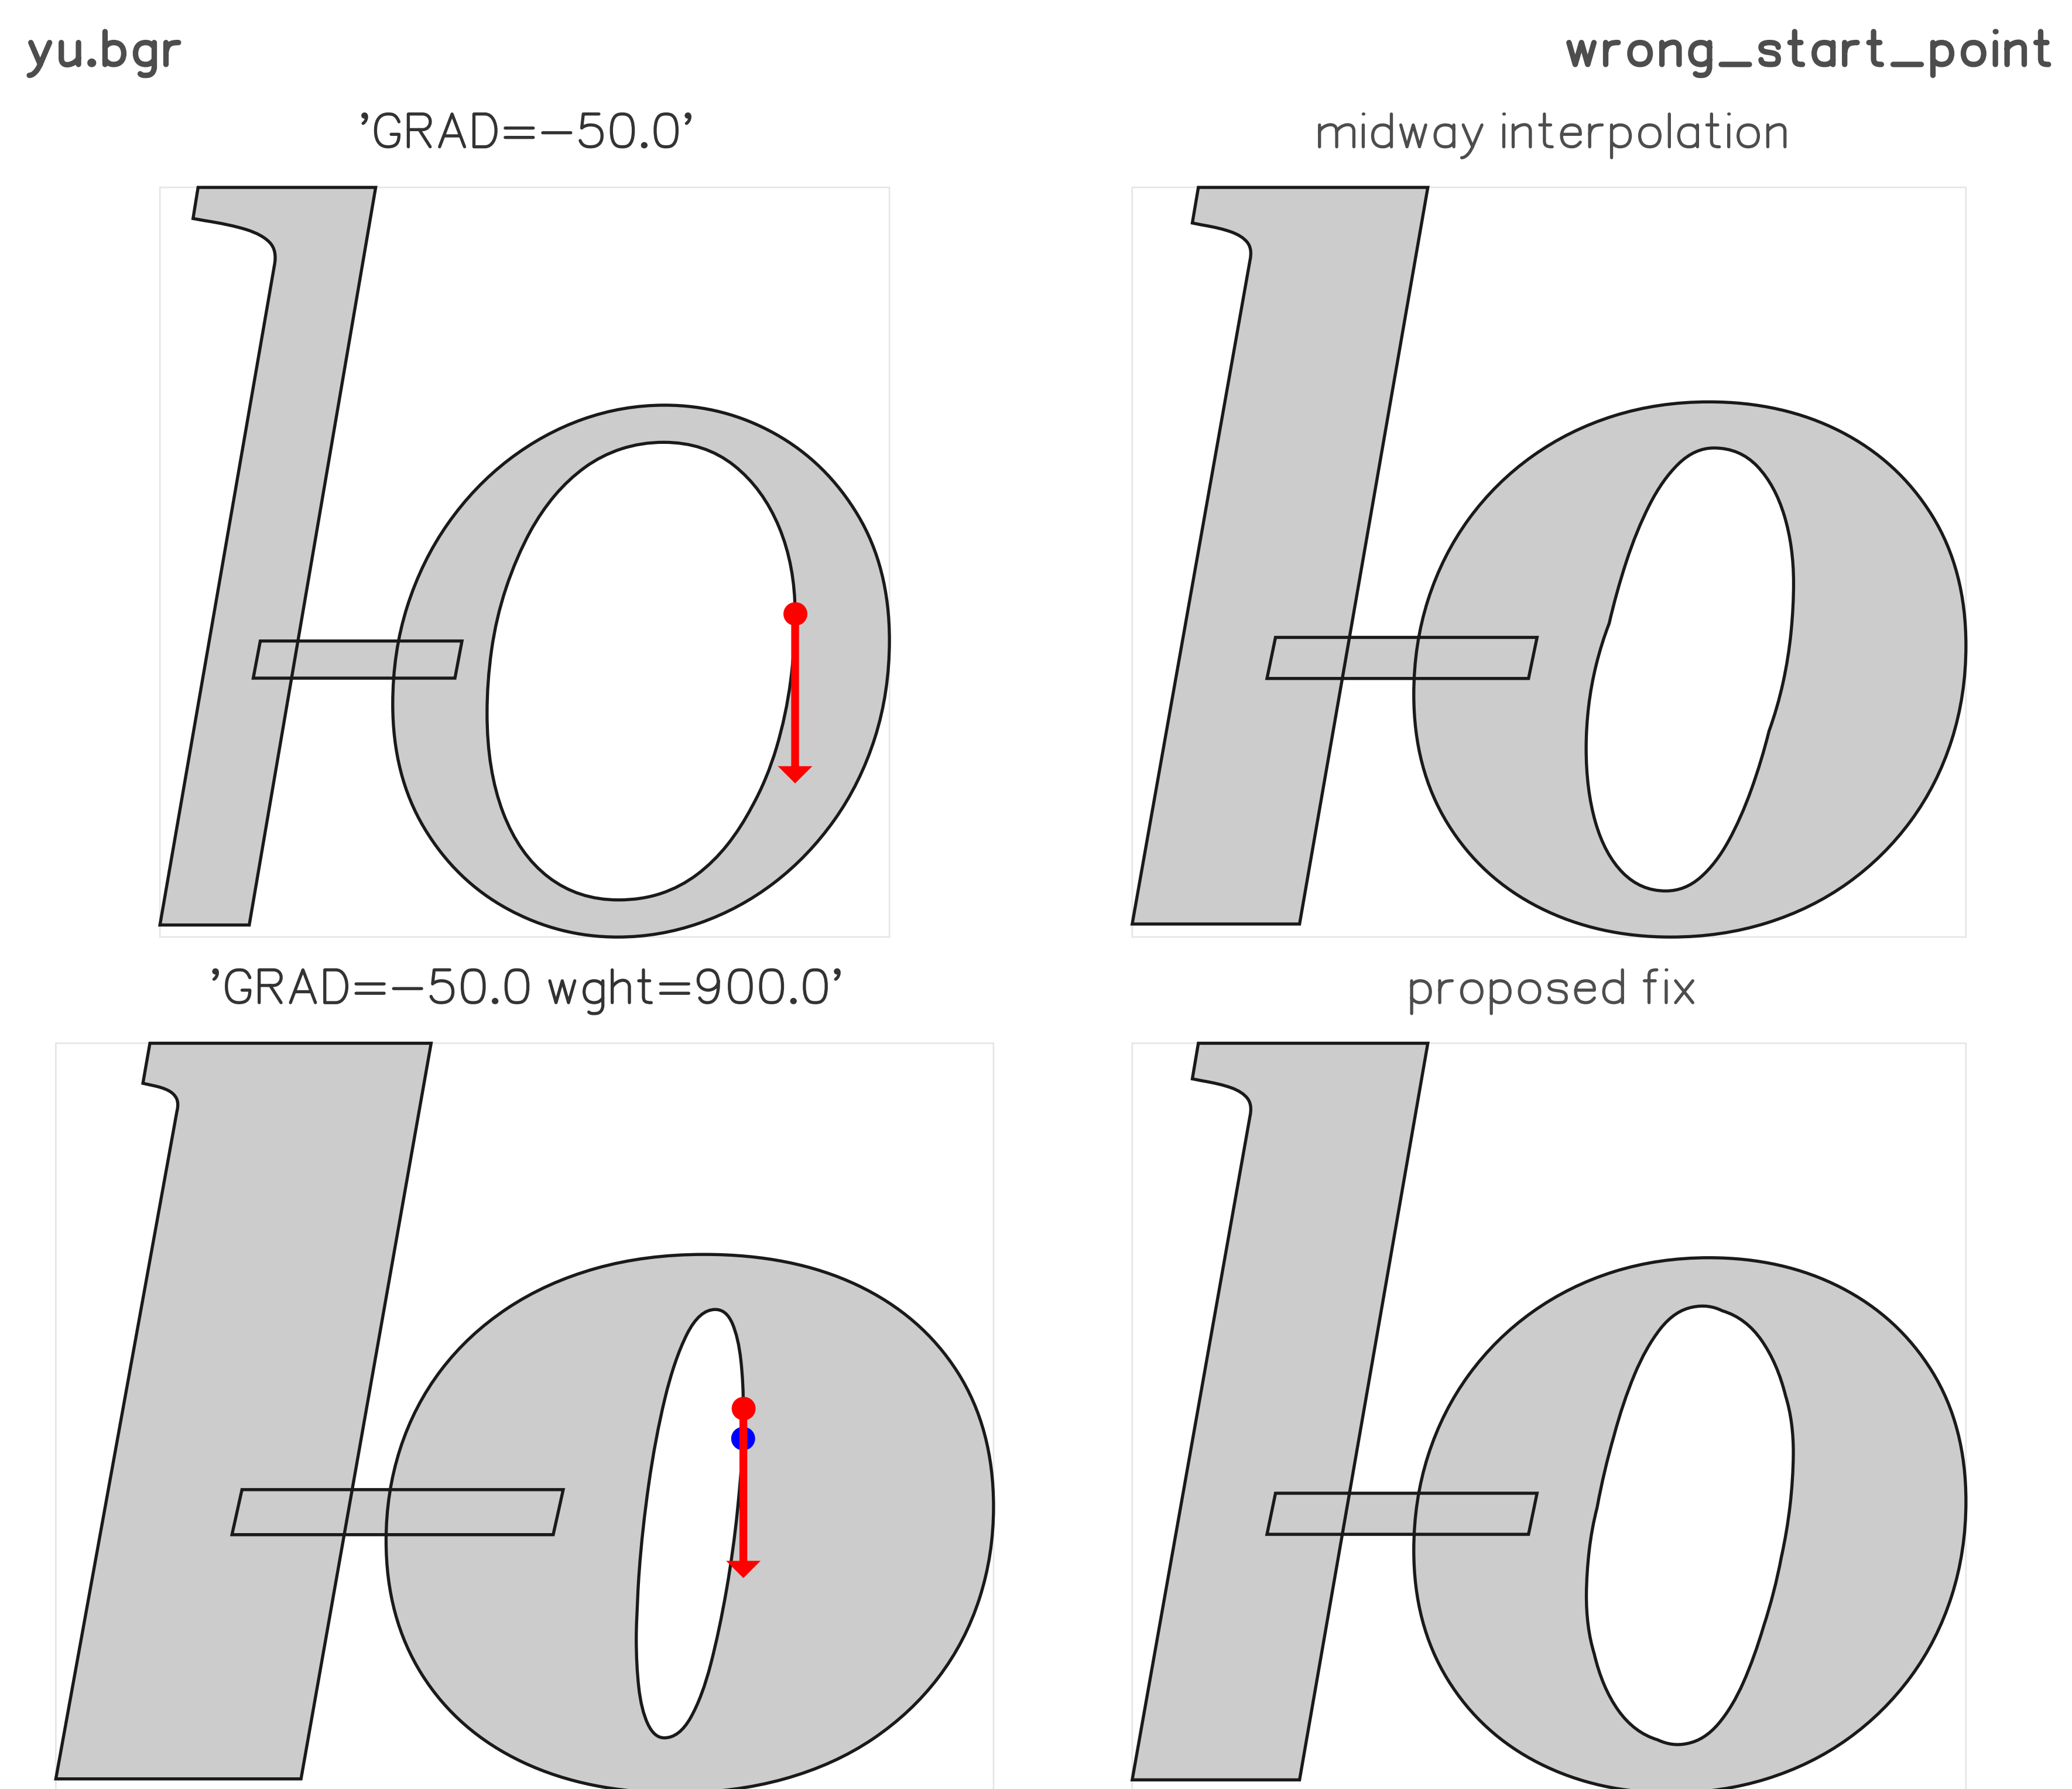 yu.bgr wrong_start_point
'GRAD=-50.0' midway interpolation
ю ю
'GRAD=-50.0 wght=900.0' proposed fix
ю ю